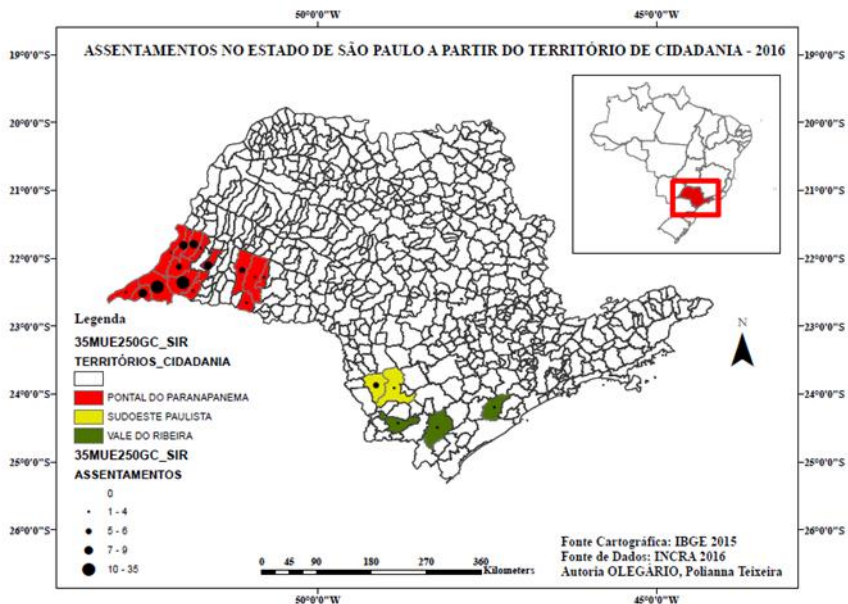 50°0'0"W 45°0'0"W
ASSENTAMENTOS NO ESTADO DE SÃO PAULO A PARTIR DO TERRITÓRIO DE CIDADANIA - 2016
19°0'0"S 19°0'0"S
20°0'0"S 20°0'0"S
21°0'0"S 21°0'0"S
22°0'0"S 22°0'0"S
23°0'0"S 23°0'0"S
24°0'0"S 24°0'0"S
25°0'0"S 25°0'0"S
26°0'0"S 26°0'0"S
Legenda
35MUE250GC_SIR
TERRITÓRIOS_CIDADANIA
PONTAL DO PARANAPANEMA
SUDOESTE PAULISTA
VALE DO RIBEIRA
35MUE250GC_SIR
ASSENTAMENTOS
0
1 - 4
5 - 6
7 - 9
10 - 35
N
0 45 90 180 270 360
Kilometers
Fonte Cartográfica: IBGE 2015
Fonte de Dados: INCRA 2016
Autoria OLEGÁRIO, Polianna Teixeira
50°0'0"W 45°0'0"W